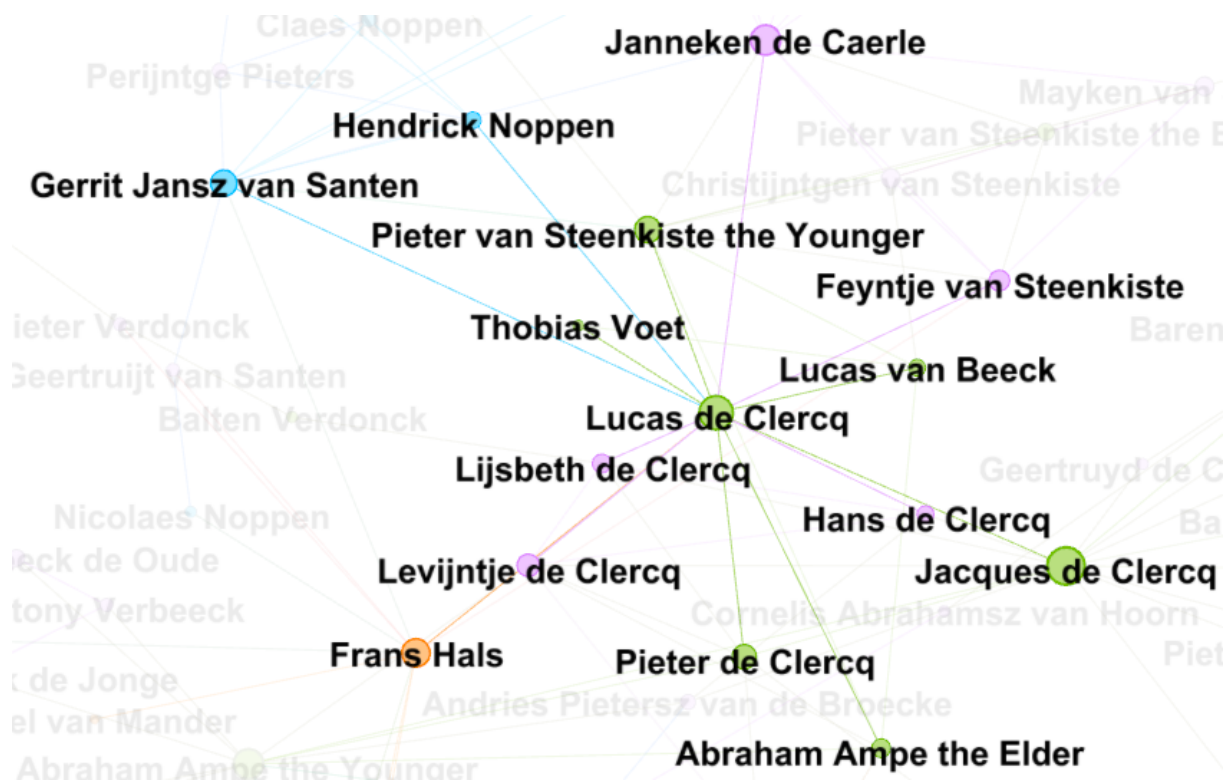 Claes Noppen
Janneken de Caerle
Perijntge Pieters
Mayken van
Hendrick Noppen
Pieter van Steenkiste the E
Gerrit Jansz van Santen
Christijntgen van Steenkiste
Pieter van Steenkiste the Younger
Feyntje van Steenkiste
ieter Verdonck
Thobias Voet
Baren
Geertruijt van Santen
Lucas van Beeck
Balten Verdonck
Lucas de Clercq
Lijsbeth de Clercq
Geertruyd de C
Nicolaes Noppen
Hans de Clercq
Ba
eck de Oude
Levijntje de Clercq
Jacques de Clercq
tony Verbeeck
Cornelis Abrahamsz van Hoorn
Frans Hals
Pieter de Clercq
Piet
k de Jonge
Andries Pietersz van de Broecke
el van Mander
Abraham Ampe the Elder
Abraham Ampe the Younger